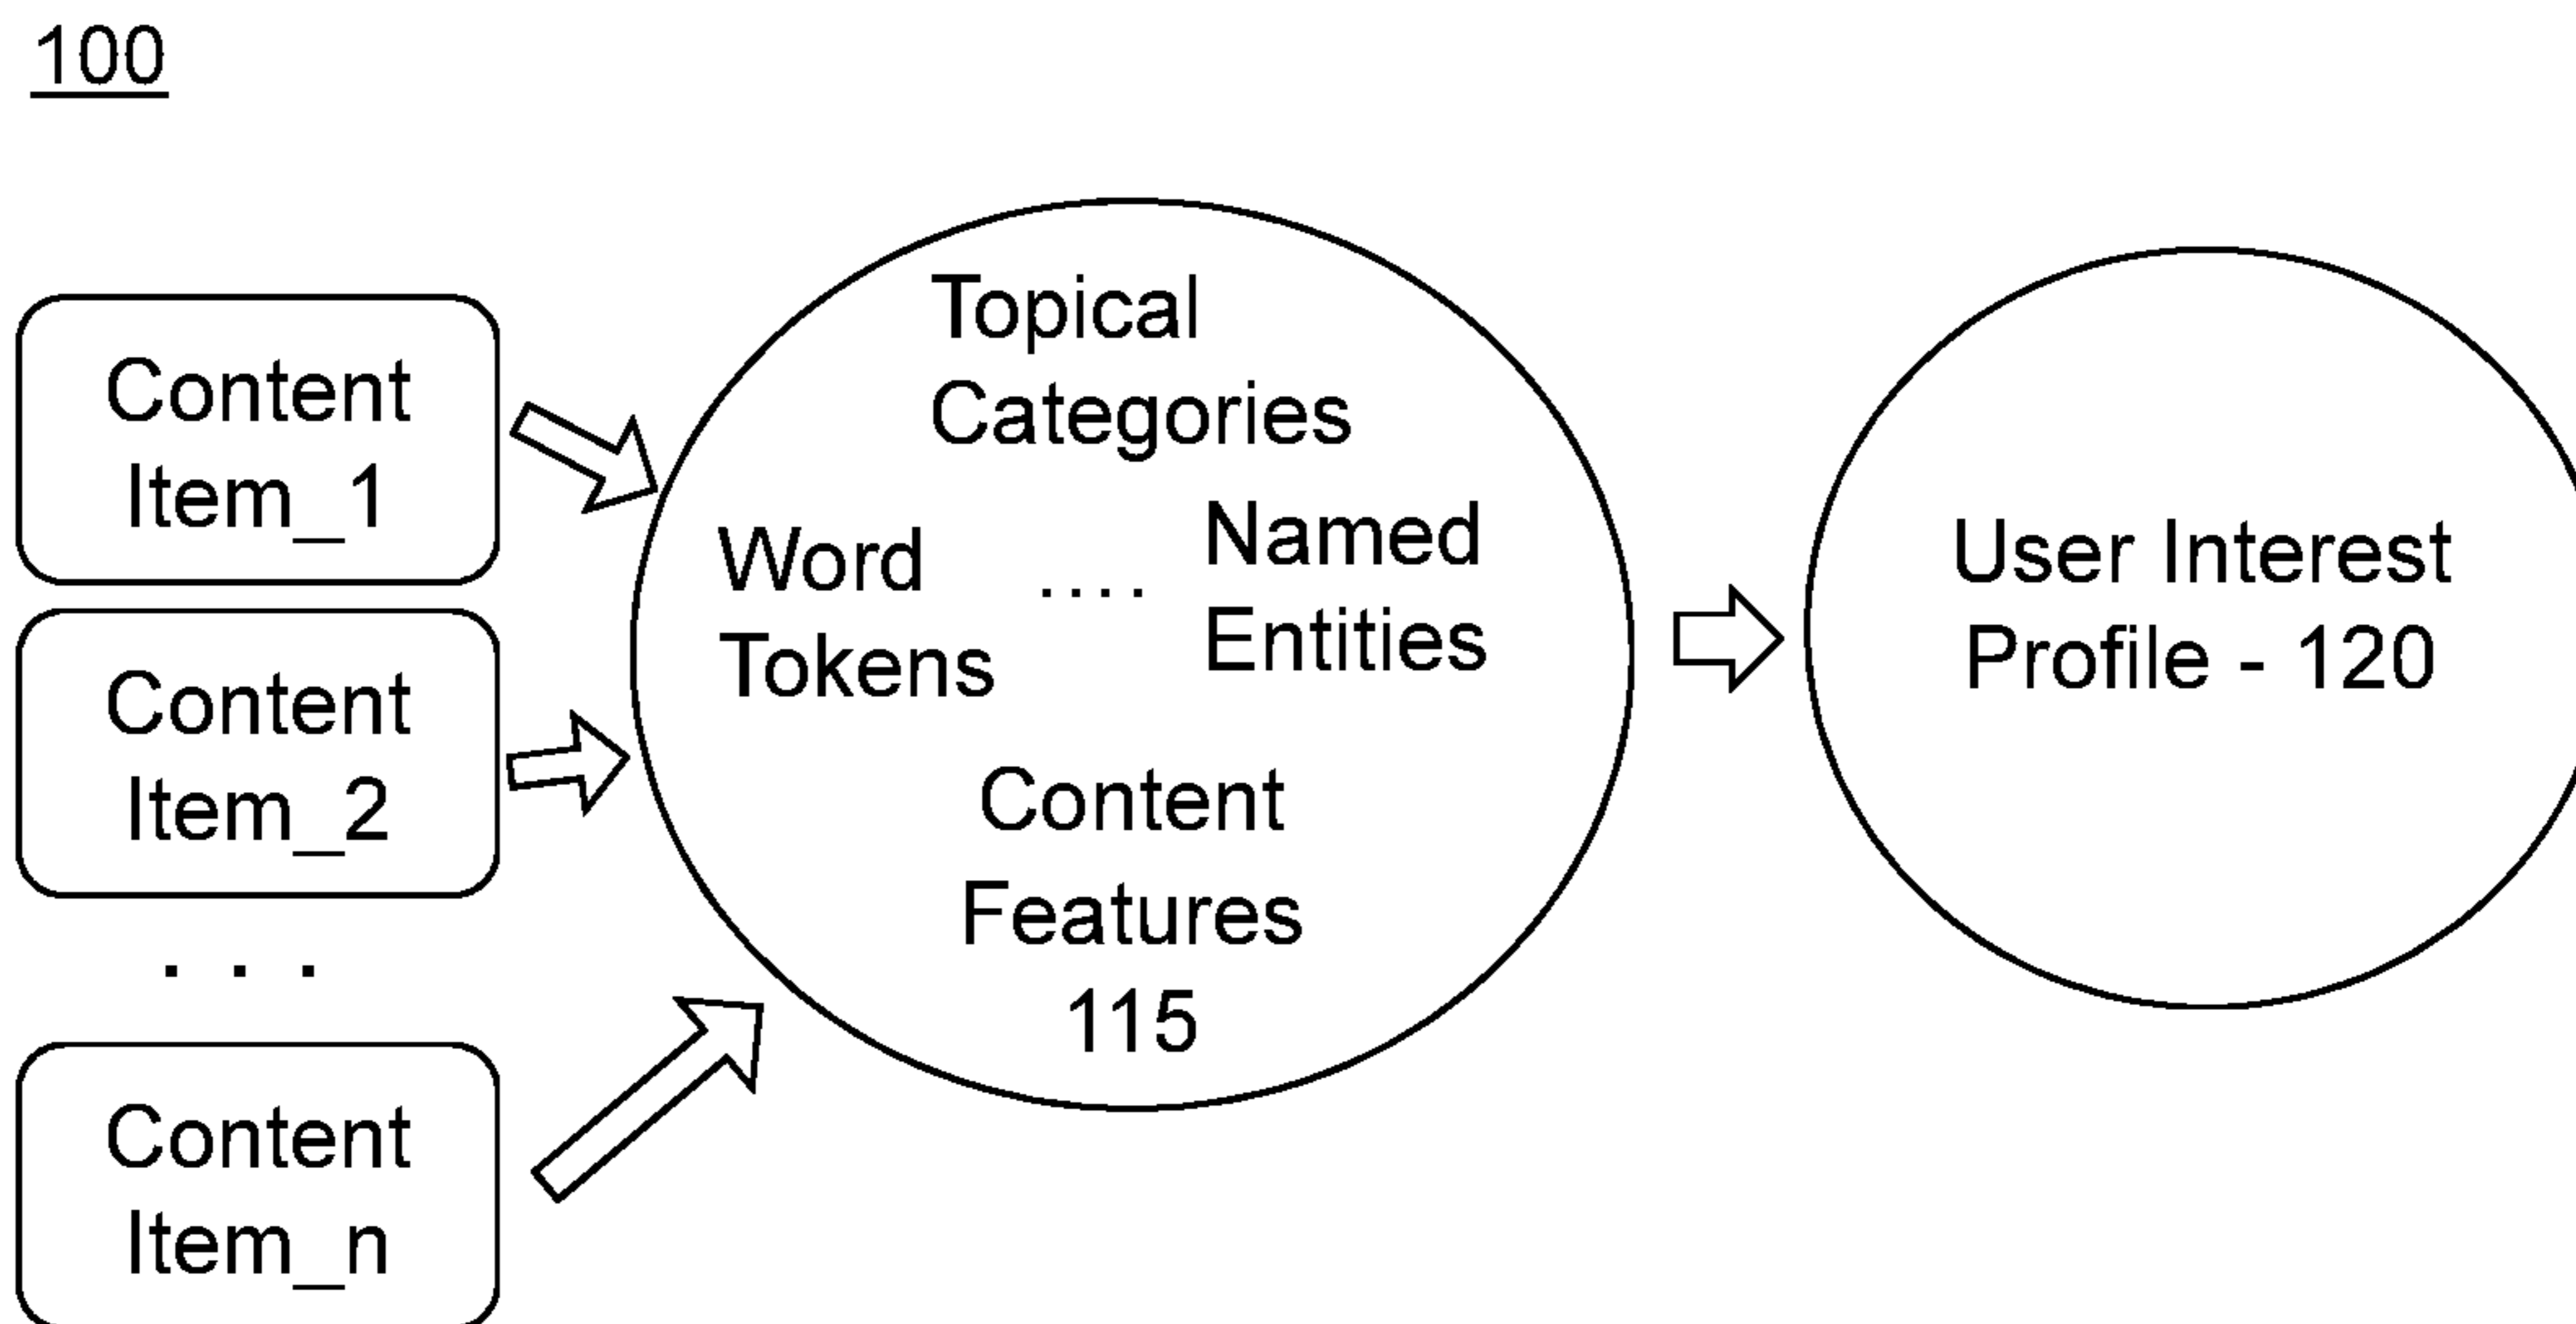 100
Content
Item_1
Content
Item_2
. . .
Content
Item_n
Topical
Categories
Word
Tokens
....
Named
Entities
Content
Features
115
User Interest
Profile - 120